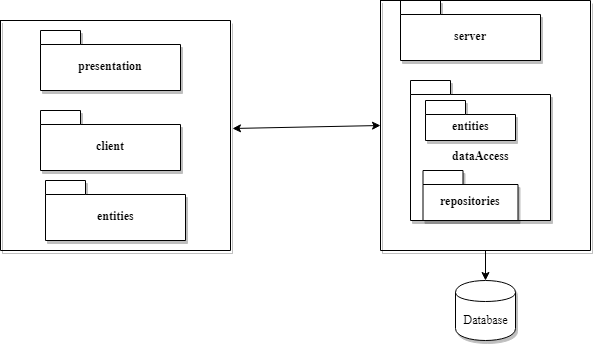 presentation
client
entities
server
entities
dataAccess
repositories
Database